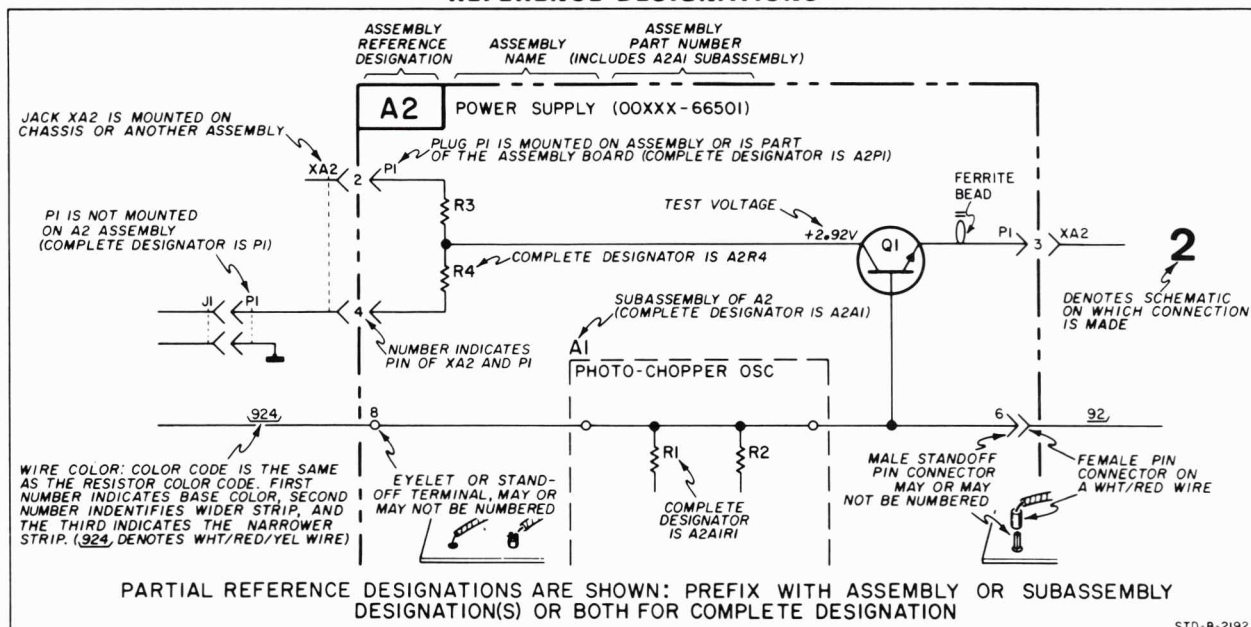 REFERENCE DESIGNATIONS
ASSEMBLY
REFERENCE
DESIGNATION
ASSEMBLY
NAME
ASSEMBLY
PART NUMBER
(INCLUDES A2A1 SUBASSEMBLY)
A2
POWER SUPPLY (00XXX-66501)
JACK XA2 IS MOUNTED ON
CHASSIS OR ANOTHER ASSEMBLY
XA2
2
P1
PLUG P1 IS MOUNTED ON ASSEMBLY OR IS PART
OF THE ASSEMBLY BOARD (COMPLETE DESIGNATOR IS A2P1)
R3
TEST VOLTAGE
+2.92V
Q1
FERRITE
BEAD
P1
3
XA2
2
DENOTES SCHEMATIC
ON WHICH CONNECTION
IS MADE
P1 IS NOT MOUNTED
ON A2 ASSEMBLY
(COMPLETE DESIGNATOR IS P1)
R4
COMPLETE DESIGNATOR IS A2R4
J1
P1
4
NUMBER INDICATES
PIN OF XA2 AND P1
SUBASSEMBLY OF A2
(COMPLETE DESIGNATOR IS A2A1)
A1
PHOTO-CHOPPER OSC
924
8
6
92
R1
R2
WIRE COLOR: COLOR CODE IS THE SAME
AS THE RESISTOR COLOR CODE. FIRST
NUMBER INDICATES BASE COLOR, SECOND
NUMBER INDENTIFIES WIDER STRIP, AND
THE THIRD INDICATES THE NARROWER
STRIP. (924 DENOTES WHT/RED/YEL WIRE)
EYELET OR STAND-
OFF TERMINAL, MAY OR
MAY NOT BE NUMBERED
COMPLETE
DESIGNATOR
IS A2A1R1
MALE STANDOFF
PIN CONNECTOR
MAY OR MAY
NOT BE NUMBERED
FEMALE PIN
CONNECTOR ON
A WHT/RED WIRE
PARTIAL REFERENCE DESIGNATIONS ARE SHOWN: PREFIX WITH ASSEMBLY OR SUBASSEMBLY
DESIGNATION(S) OR BOTH FOR COMPLETE DESIGNATION
STD-B-2192